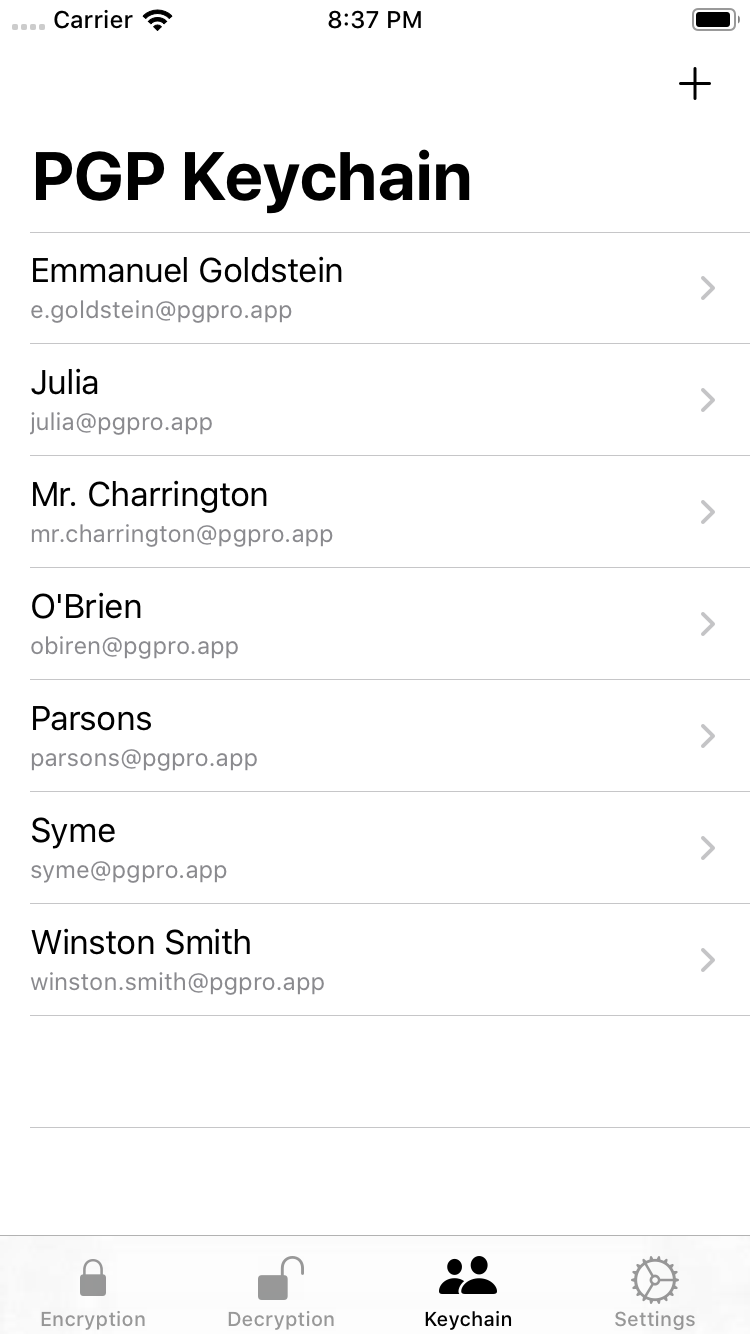 Carrier 8:37 PM
PGP Keychain
Emmanuel Goldstein
e.goldstein@pgpro.app
Julia
julia@pgpro.app
Mr. Charrington
mr.charrington@pgpro.app
O'Brien
obiren@pgpro.app
Parsons
parsons@pgpro.app
Syme
syme@pgpro.app
Winston Smith
winston.smith@pgpro.app
Encryption Decryption Keychain Settings